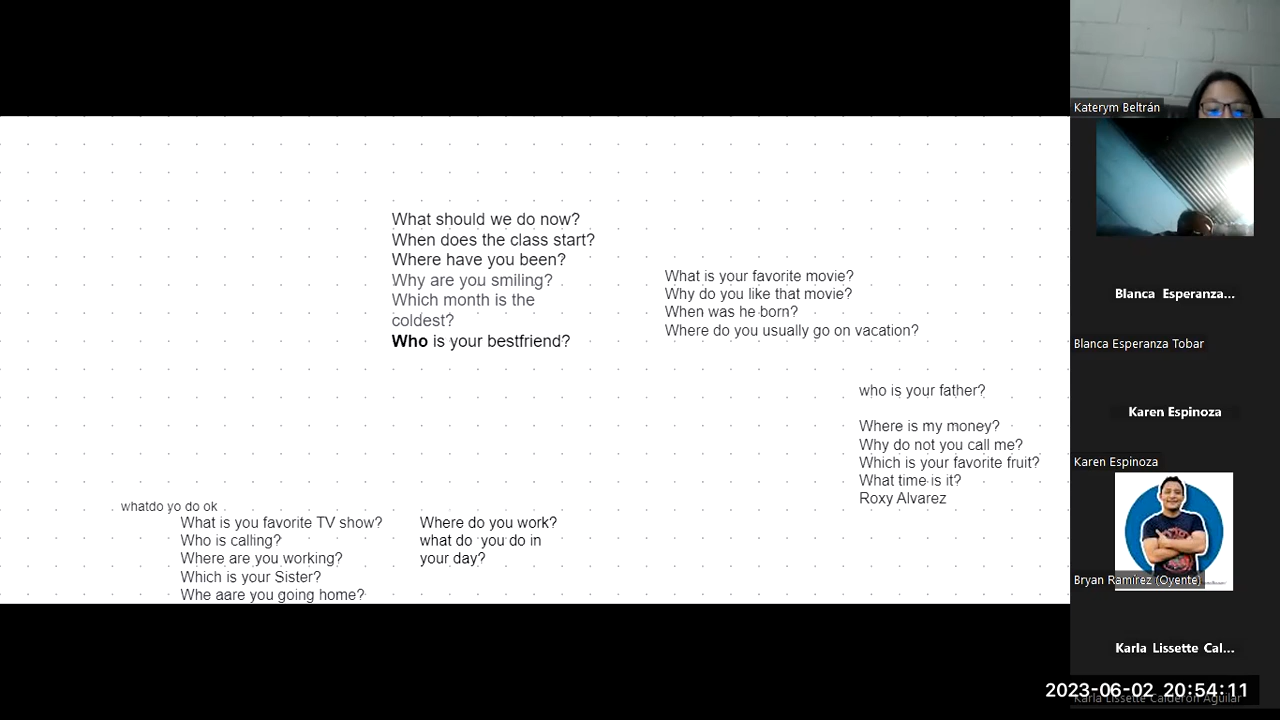 What should we do now?
When does the class start?
Where have you been?
Why are you smiling?
Which month is the
coldest?
Who is your bestfriend?
What is your favorite movie?
Why do you like that movie?
When was he born?
Where do you usually go on vacation?
who is your father?
Where is my money?
Why do not you call me?
Which is your favorite fruit?
What time is it?
Roxy Alvarez
whatdo yo do ok
What is you favorite TV show?
Who is calling?
Where are you working?
Which is your Sister?
Whe aare you going home?
Where do you work?
what do you do in
your day?
Katerym Beltrán
Blanca Esperanza...
Blanca Esperanza Tobar
Karen Espinoza
Karen Espinoza
Bryan Ramírez (Oyente)
Karla Lissette Cal...
Karla Lissette Calderón Aguilar
2023-06-02 20:54:11